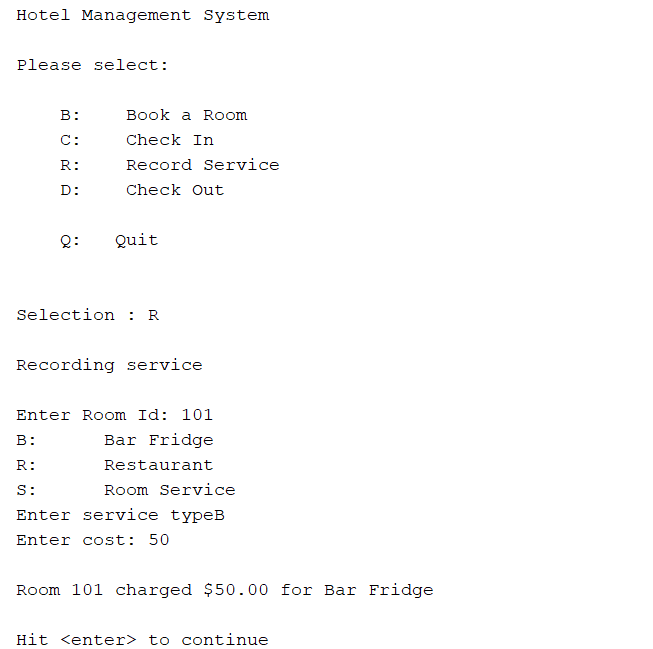 Hotel Management System
Please select:
B: Book a Room
C: Check In
R: Record Service
D: Check Out
Q: Quit
Selection : R
Recording service
Enter Room Id: 101
B: Bar Fridge
R: Restaurant
S: Room Service
Enter service typeB
Enter cost: 50
Room 101 charged $50.00 for Bar Fridge
Hit <enter> to continue